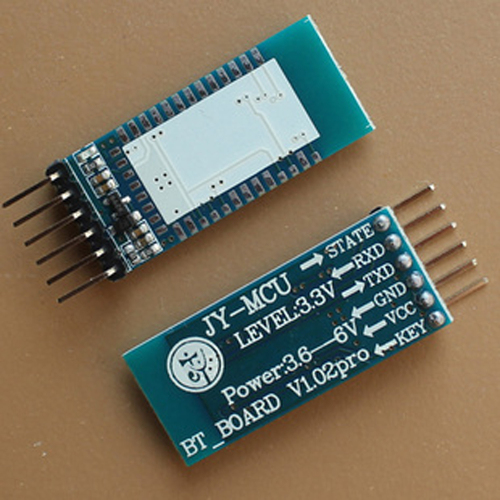 STATE
RXD
TXD
GND
VCC
KEY
JY-MCU
LEVEL:3.3V
Power:3.6—6V
BT_BOARD V1.02pro